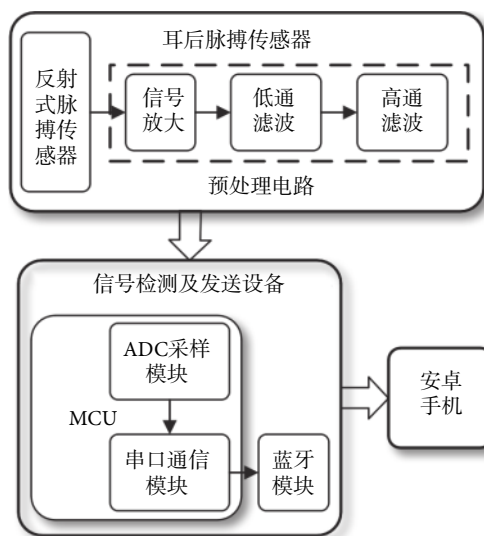 耳后脉搏传感器
反射
式脉
搏传
感器
信号
放大
低通
滤波
高通
滤波
预处理电路
信号检测及发送设备
ADC采样
模块
MCU
串口通信
模块
蓝牙
模块
安卓
手机